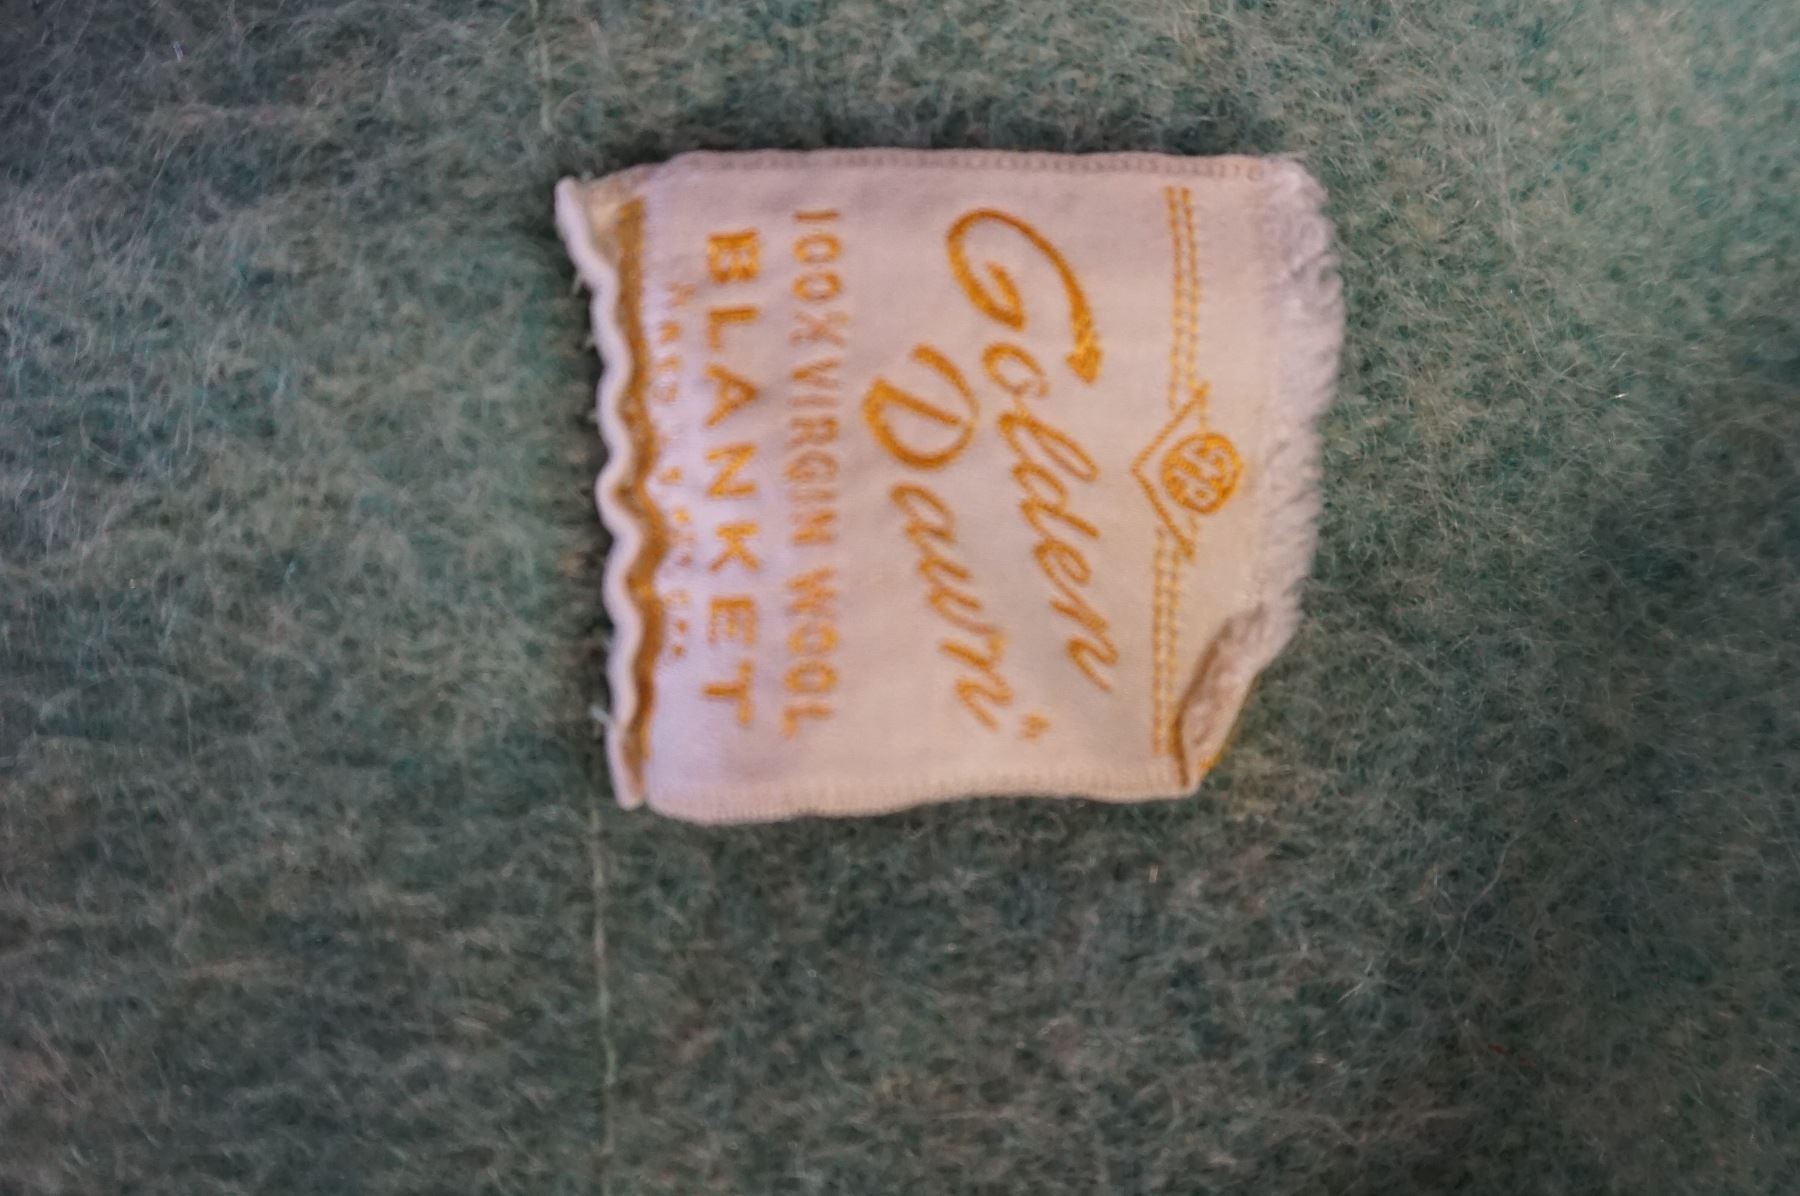 Golden
Dawn
100% VIRGIN WOOL
BLANKET